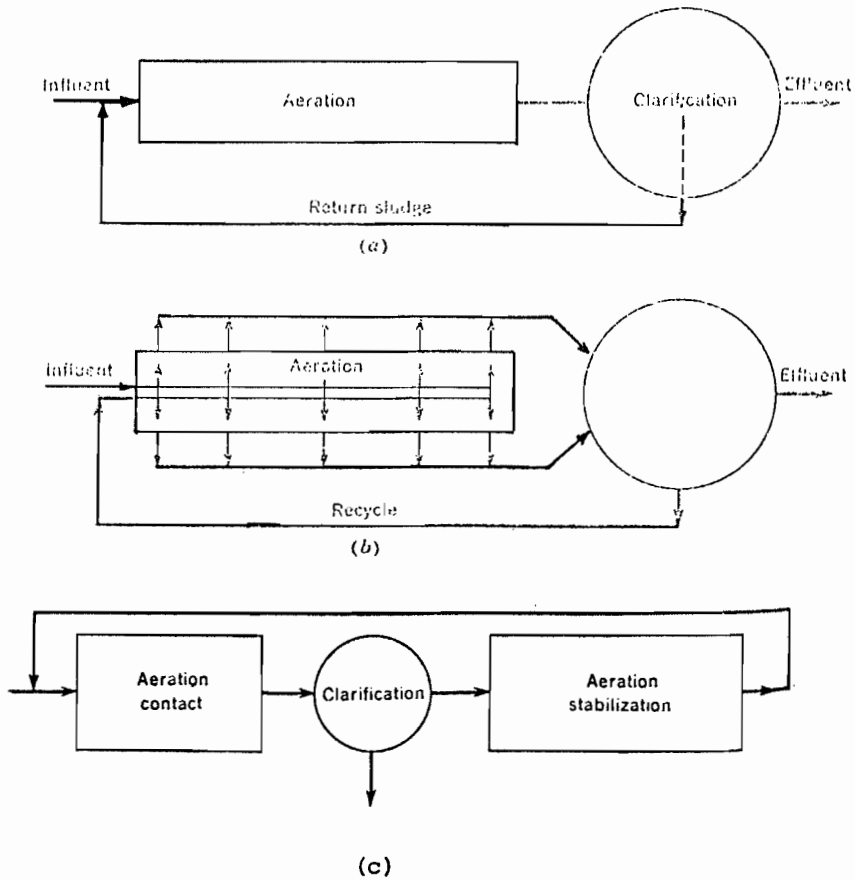 Influent
Aeration
Clarification
Effluent
Return sludge
(a)
Influent
Aeration
Effluent
Recycle
(b)
Aeration
contact
Clarification
Aeration
stabilization
(c)